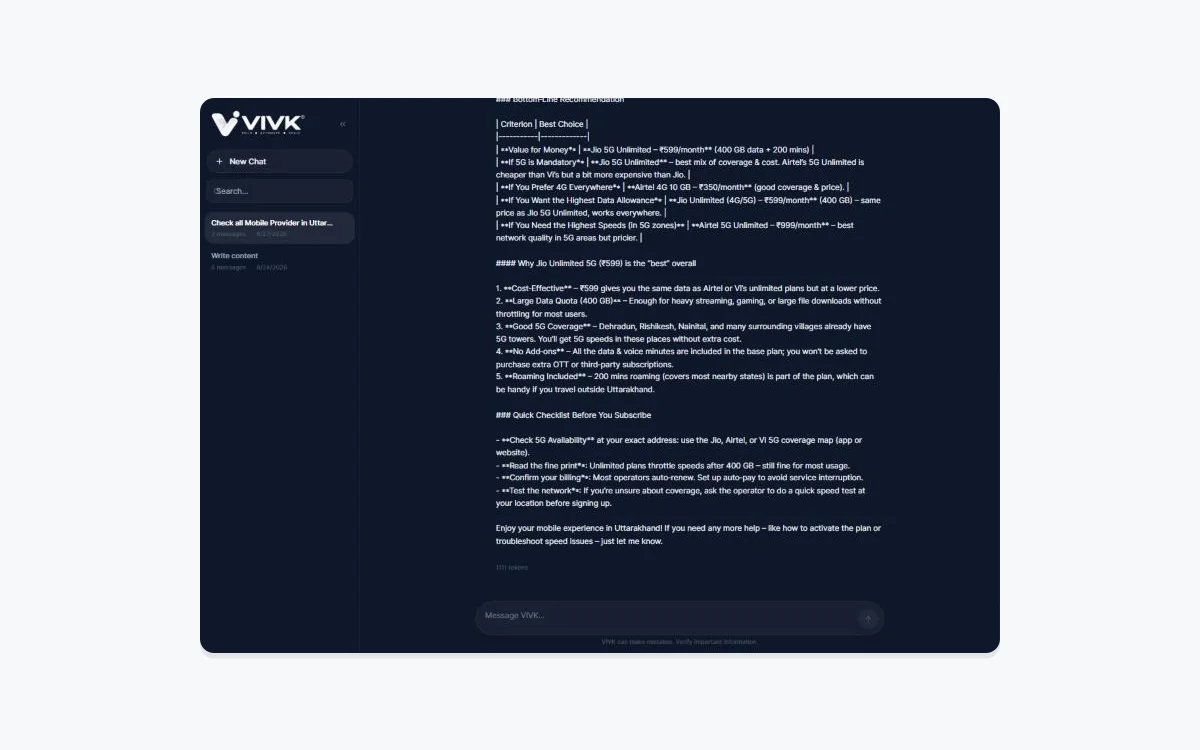 VIVK
«
+ New Chat
Search...
Check all Mobile Provider in Uttar...
2 messages 8/27/2026
Write content
6 messages 8/24/2026
### Bottom-Line Recommendation
| Criterion | Best Choice |
|-----------|-------------|
| **Value for Money** | **Jio 5G Unlimited – ₹599/month** (400 GB data + 200 mins) |
| **If 5G is Mandatory** | **Jio 5G Unlimited** – best mix of coverage & cost. Airtel's 5G Unlimited is
cheaper than Vi's but a bit more expensive than Jio. |
| **If You Prefer 4G Everywhere** | **Airtel 4G 10 GB – ₹350/month** (good coverage & price). |
| **If You Want the Highest Data Allowance** | **Jio Unlimited (4G/5G) – ₹599/month** (400 GB) – same
price as Jio 5G Unlimited, works everywhere. |
| **If You Need the Highest Speeds (in 5G zones)** | **Airtel 5G Unlimited – ₹999/month** – best
network quality in 5G areas but pricier. |
#### Why Jio Unlimited 5G (₹599) is the "best" overall
1. **Cost-Effective** – ₹599 gives you the same data as Airtel or Vi's unlimited plans but at a lower price.
2. **Large Data Quota (400 GB)** – Enough for heavy streaming, gaming, or large file downloads without
throttling for most users.
3. **Good 5G Coverage** – Dehradun, Rishikesh, Nainital, and many surrounding villages already have
5G towers. You'll get 5G speeds in these places without extra cost.
4. **No Add-ons** – All the data & voice minutes are included in the base plan; you won't be asked to
purchase extra OTT or third-party subscriptions.
5. **Roaming Included** – 200 mins roaming (covers most nearby states) is part of the plan, which can
be handy if you travel outside Uttarakhand.
### Quick Checklist Before You Subscribe
- **Check 5G Availability** at your exact address: use the Jio, Airtel, or Vi 5G coverage map (app or
website).
- **Read the fine print**: Unlimited plans throttle speeds after 400 GB – still fine for most usage.
- **Confirm your billing**: Most operators auto-renew. Set up auto-pay to avoid service interruption.
- **Test the network**: If you're unsure about coverage, ask the operator to do a quick speed test at
your location before signing up.
Enjoy your mobile experience in Uttarakhand! If you need any more help – like how to activate the plan or
troubleshoot speed issues – just let me know.
tokens
Message VIVK...
VIVK can make mistakes. Verify important information.